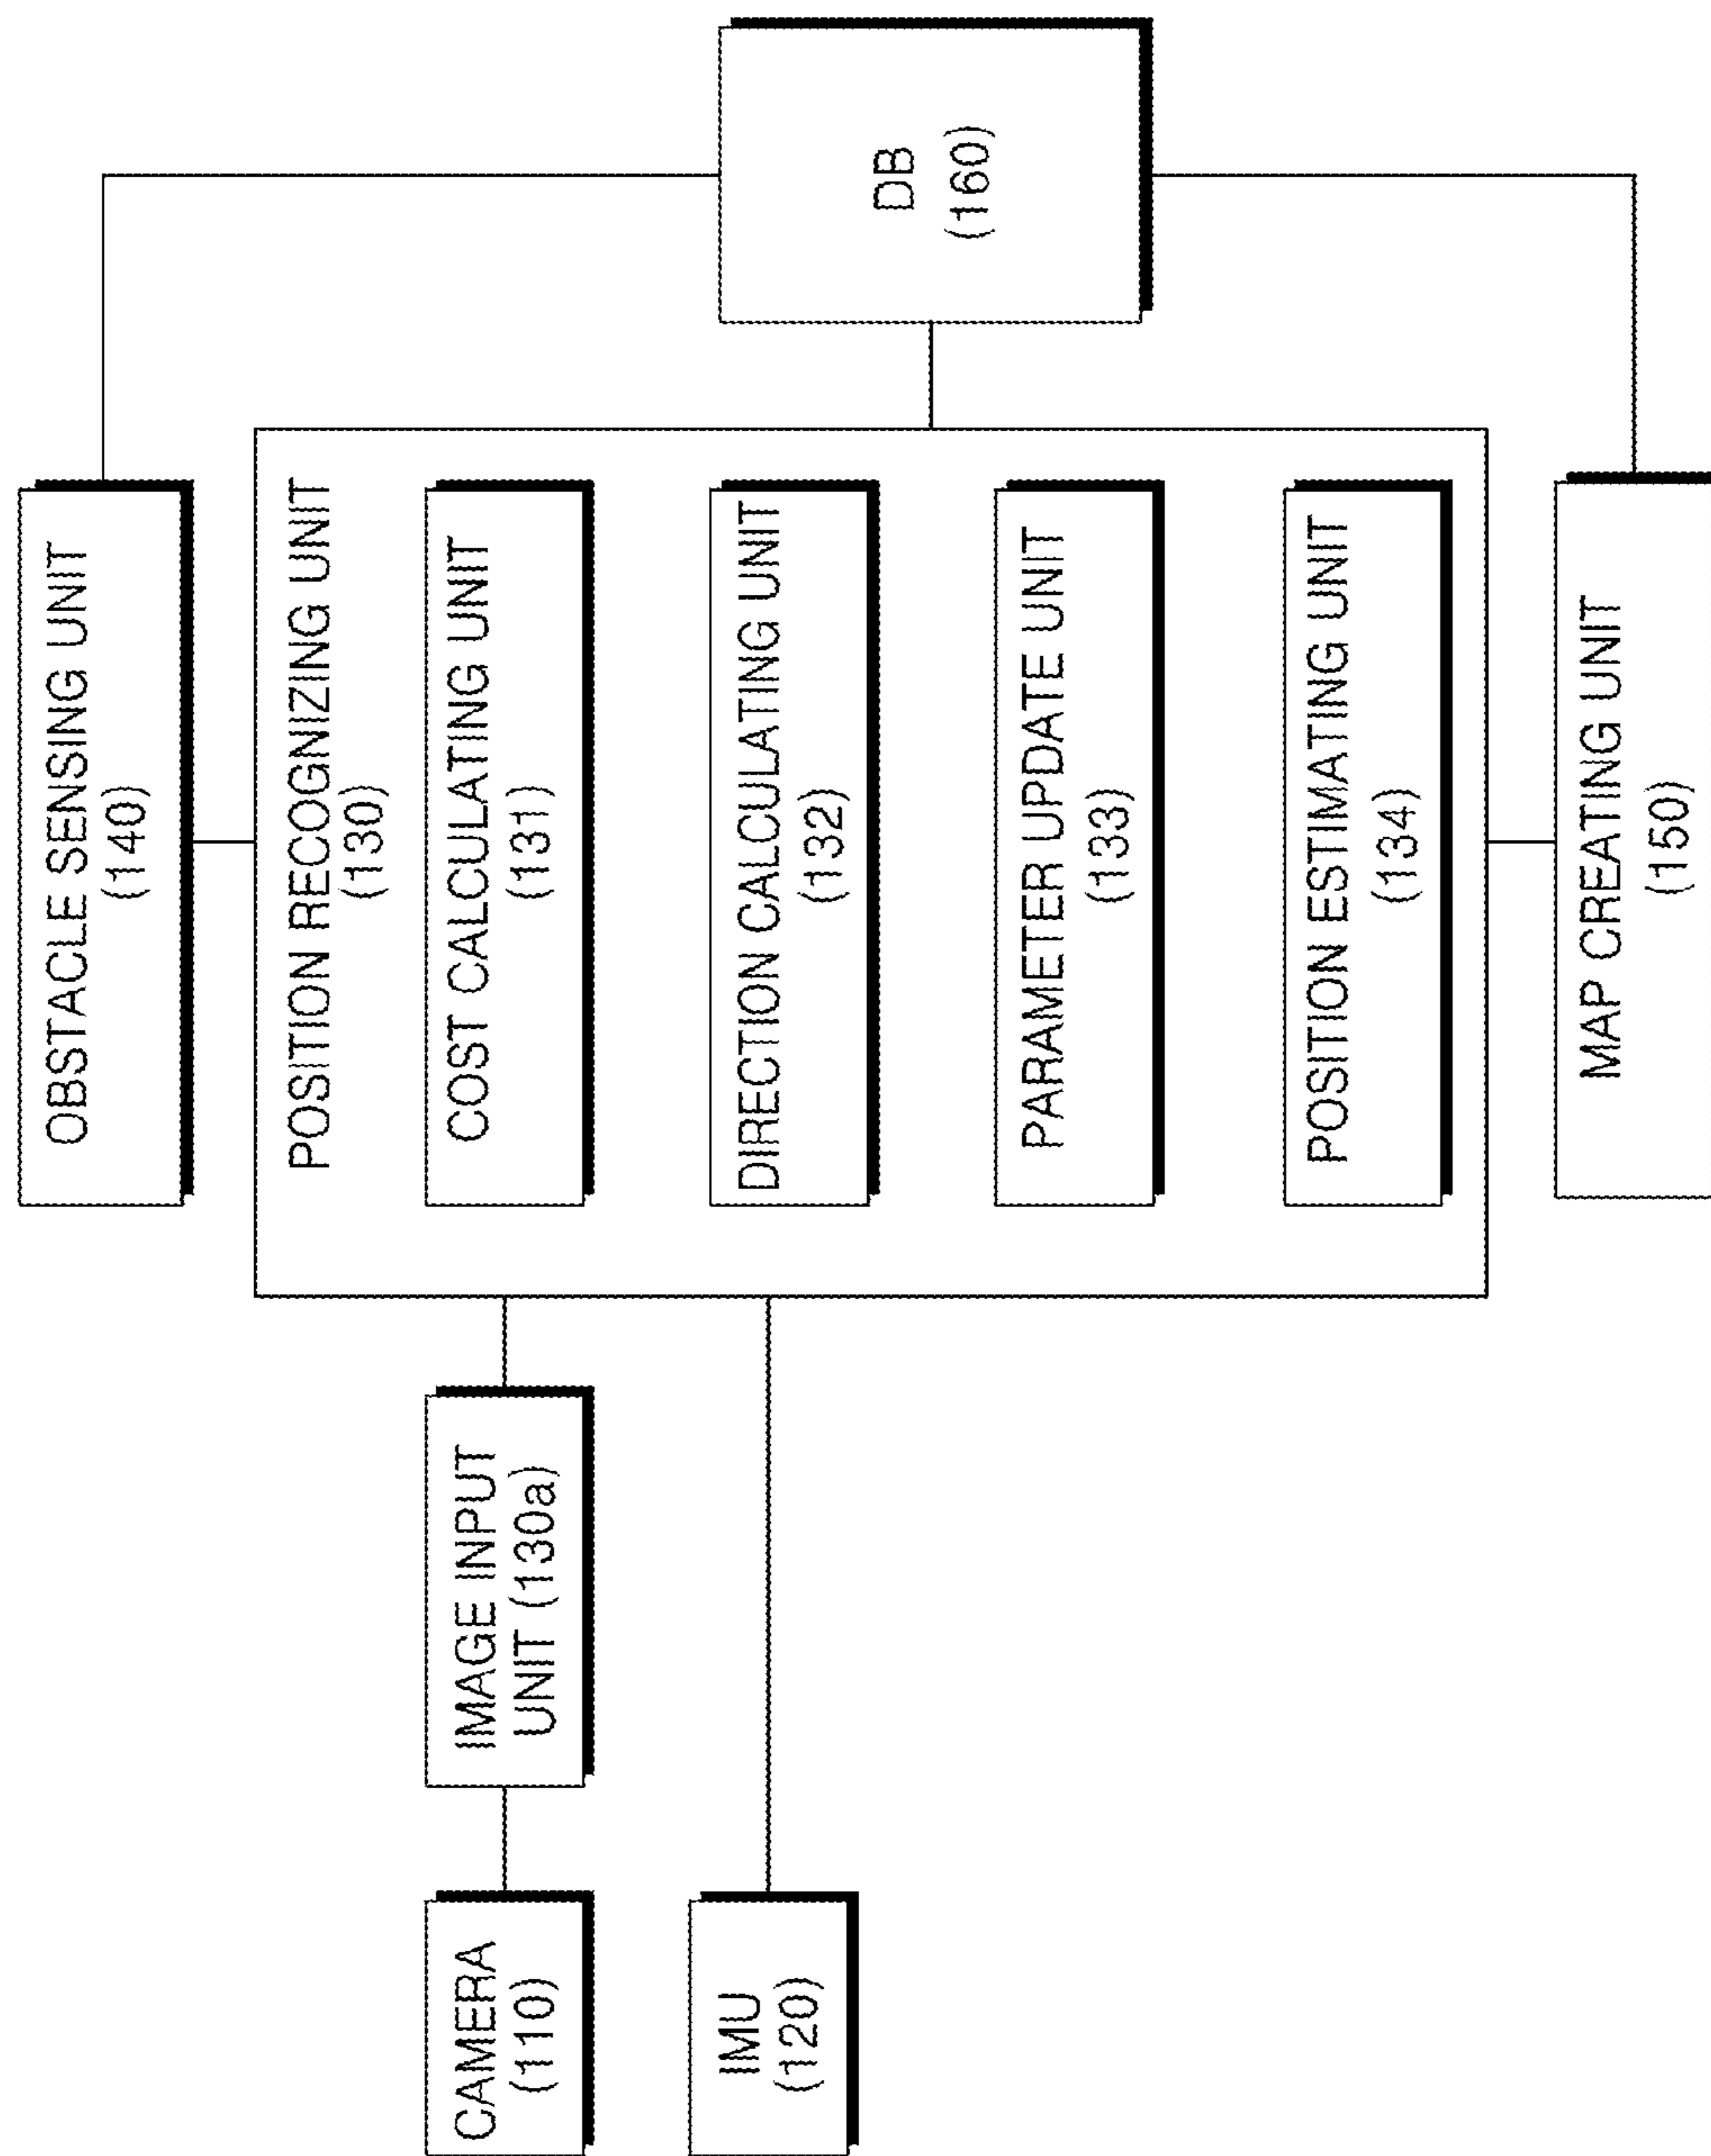 OBSTACLE SENSING UNIT
(140)
POSITION RECOGNIZING UNIT
(130)
CAMERA
(110)
IMAGE INPUT
UNIT (130a)
COST CALCULATING UNIT
(131)
DB
(160)
IMU
(120)
DIRECTION CALCULATING UNIT
(132)
PARAMETER UPDATE UNIT
(133)
POSITION ESTIMATING UNIT
(134)
MAP CREATING UNIT
(150)